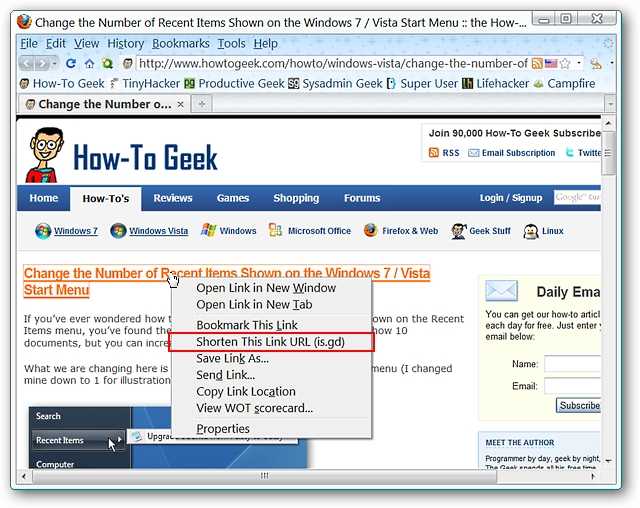 Change the Number of Recent Items Shown on the Windows 7 / Vista Start Menu :: the How-...
File Edit View History Bookmarks Tools Help
http://www.howtogeek.com/howto/windows-vista/change-the-number-of
How-To Geek TinyHacker Productive Geek Sysadmin Geek Super User Lifehacker Campfire
Change the Number o...
How-To Geek
Join 90,000 How-To Geek Subscribe
RSS Email Subscription Twitte
Home How-To's Reviews Games Shopping Forums Login / Signup Google
Windows 7 Windows Vista Windows Microsoft Office Firefox & Web Geek Stuff Linux
Change the Number of Recent Items Shown on the Windows 7 / Vista
Start Menu
If you've ever wondered how
own on the Recent
Items menu, you've found the
how 10
documents, but you can incre
What we are changing here is
menu (I changed
mine down to 1 for illustration
Open Link in New Window
Open Link in New Tab
Bookmark This Link
Shorten This Link URL (is.gd)
Save Link As...
Send Link...
Copy Link Location
View WOT scorecard...
Properties
Search
Recent Items
Computer
Daily Ema
You can get our how-to article
each day for free. Just enter y
email below:
Name:
Email:
Subscribe
MEET THE AUTHOR
Programmer by day, geek by night,
The Geek spends all his free time